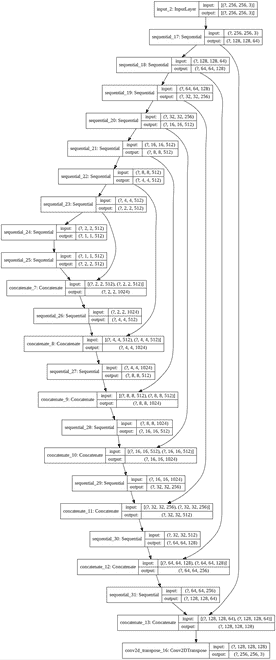 input_2: InputLayer
input: [(?, 256, 256, 3)]
output: [(?, 256, 256, 3)]
sequential_17: Sequential
input: (?, 256, 256, 3)
output: (?, 128, 128, 64)
sequential_18: Sequential
input: (?, 128, 128, 64)
output: (?, 64, 64, 128)
sequential_19: Sequential
input: (?, 64, 64, 128)
output: (?, 32, 32, 256)
sequential_20: Sequential
input: (?, 32, 32, 256)
output: (?, 16, 16, 512)
sequential_21: Sequential
input: (?, 16, 16, 512)
output: (?, 8, 8, 512)
sequential_22: Sequential
input: (?, 8, 8, 512)
output: (?, 4, 4, 512)
sequential_23: Sequential
input: (?, 4, 4, 512)
output: (?, 2, 2, 512)
sequential_24: Sequential
input: (?, 2, 2, 512)
output: (?, 1, 1, 512)
sequential_25: Sequential
input: (?, 1, 1, 512)
output: (?, 2, 2, 512)
concatenate_7: Concatenate
input: [(?, 2, 2, 512), (?, 2, 2, 512)]
output: (?, 2, 2, 1024)
sequential_26: Sequential
input: (?, 2, 2, 1024)
output: (?, 4, 4, 512)
concatenate_8: Concatenate
input: [(?, 4, 4, 512), (?, 4, 4, 512)]
output: (?, 4, 4, 1024)
sequential_27: Sequential
input: (?, 4, 4, 1024)
output: (?, 8, 8, 512)
concatenate_9: Concatenate
input: [(?, 8, 8, 512), (?, 8, 8, 512)]
output: (?, 8, 8, 1024)
sequential_28: Sequential
input: (?, 8, 8, 1024)
output: (?, 16, 16, 512)
concatenate_10: Concatenate
input: [(?, 16, 16, 512), (?, 16, 16, 512)]
output: (?, 16, 16, 1024)
sequential_29: Sequential
input: (?, 16, 16, 1024)
output: (?, 32, 32, 256)
concatenate_11: Concatenate
input: [(?, 32, 32, 256), (?, 32, 32, 256)]
output: (?, 32, 32, 512)
sequential_30: Sequential
input: (?, 32, 32, 512)
output: (?, 64, 64, 128)
concatenate_12: Concatenate
input: [(?, 64, 64, 128), (?, 64, 64, 128)]
output: (?, 64, 64, 256)
sequential_31: Sequential
input: (?, 64, 64, 256)
output: (?, 128, 128, 64)
concatenate_13: Concatenate
input: [(?, 128, 128, 64), (?, 128, 128, 64)]
output: (?, 128, 128, 128)
conv2d_transpose_16: Conv2DTranspose
input: (?, 128, 128, 128)
output: (?, 256, 256, 3)